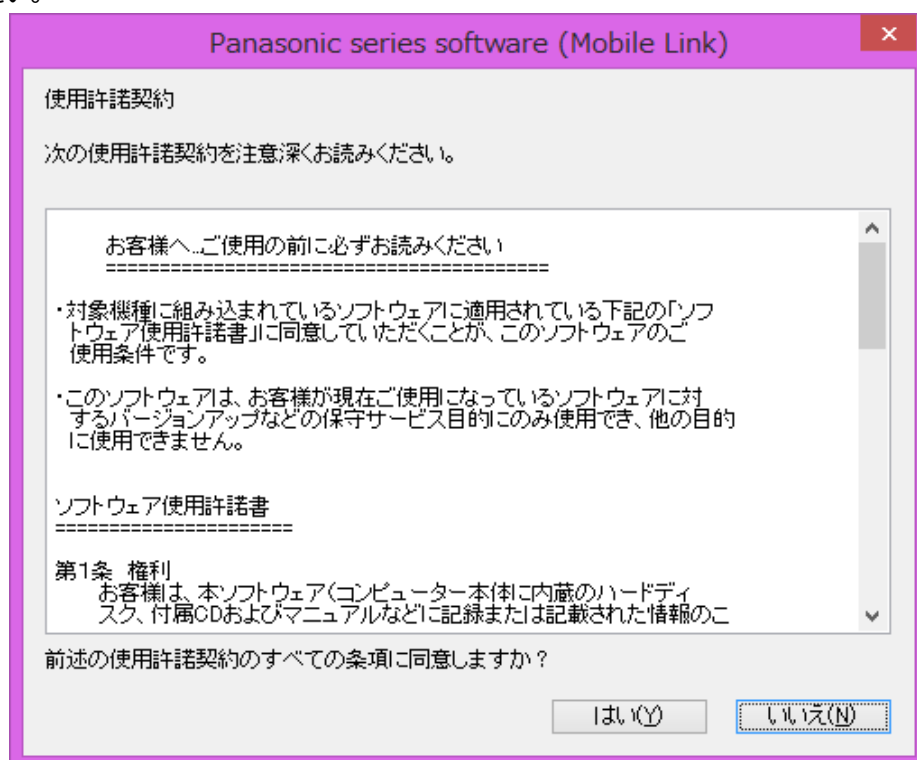 さい。
Panasonic series software (Mobile Link)
使用許諾契約
次の使用許諾契約を注意深くお読みください。
お客様へ…ご使用の前に必ずお読みください
=========================================
・対象機種に組み込まれているソフトウェアに適用されている下記の「ソフ
トウェア使用許諾書」に同意していただくことが、このソフトウェアのご
使用条件です。
・このソフトウェアは、お客様が現在ご使用になっているソフトウェアに対
するバージョンアップなどの保守サービス目的にのみ使用でき、他の目的
に使用できません。
ソフトウェア使用許諾書
======================
第1条 権利
お客様は、本ソフトウェア(コンピューター本体に内蔵のハードディ
スク、付属CDおよびマニュアルなどに記録または記載された情報のこ
前述の使用許諾契約のすべての条項に同意しますか?
はい(Y)
いいえ(N)